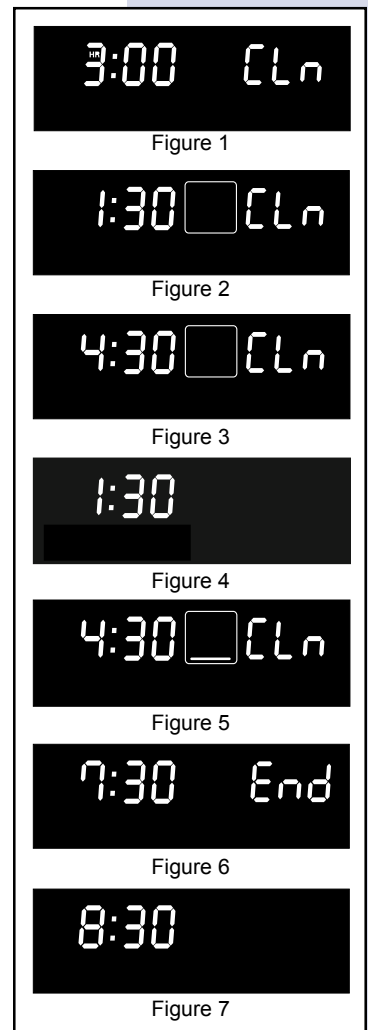 HR
3:00 CLn
Figure 1
1:30 CLn
Figure 2
4:30 CLn
Figure 3
1:30
Figure 4
4:30 CLn
Figure 5
7:30 End
Figure 6
8:30
Figure 7